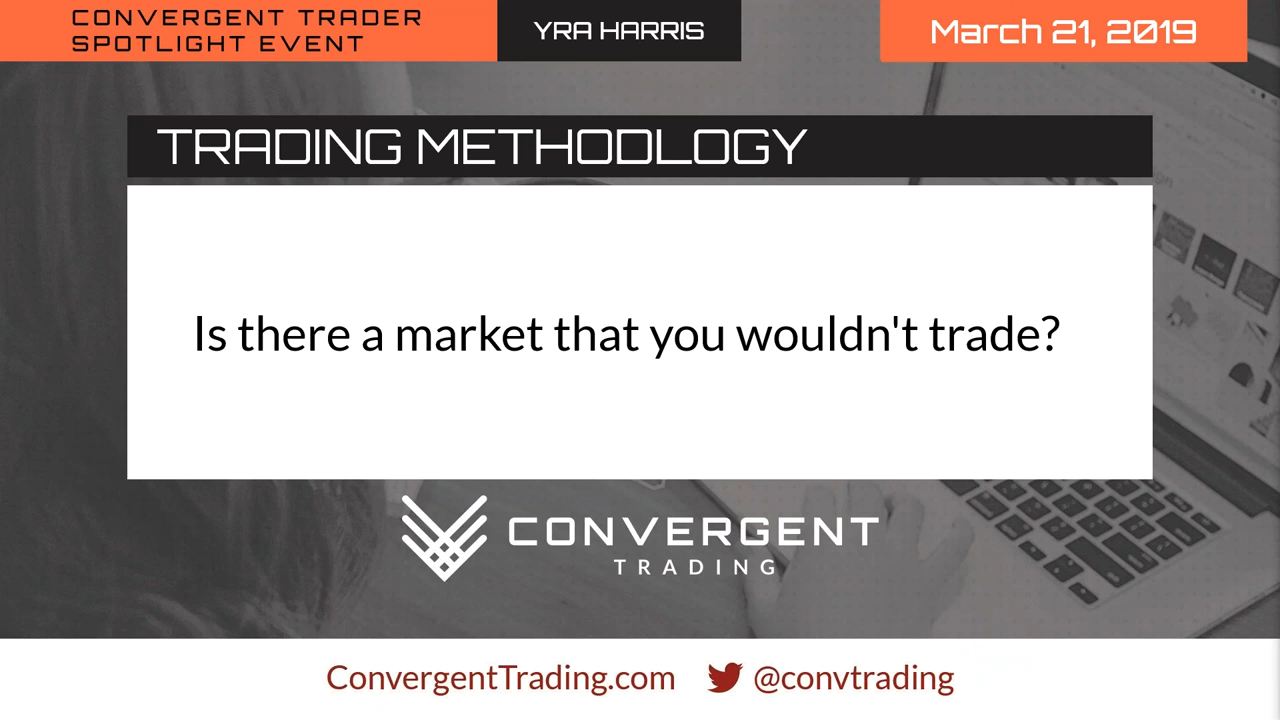 CONVERGENT TRADER
SPOTLIGHT EVENT
YRA HARRIS
March 21, 2019
TRADING METHODLOGY
Is there a market that you wouldn't trade?
CONVERGENT
TRADING
ConvergentTrading.com @convtrading